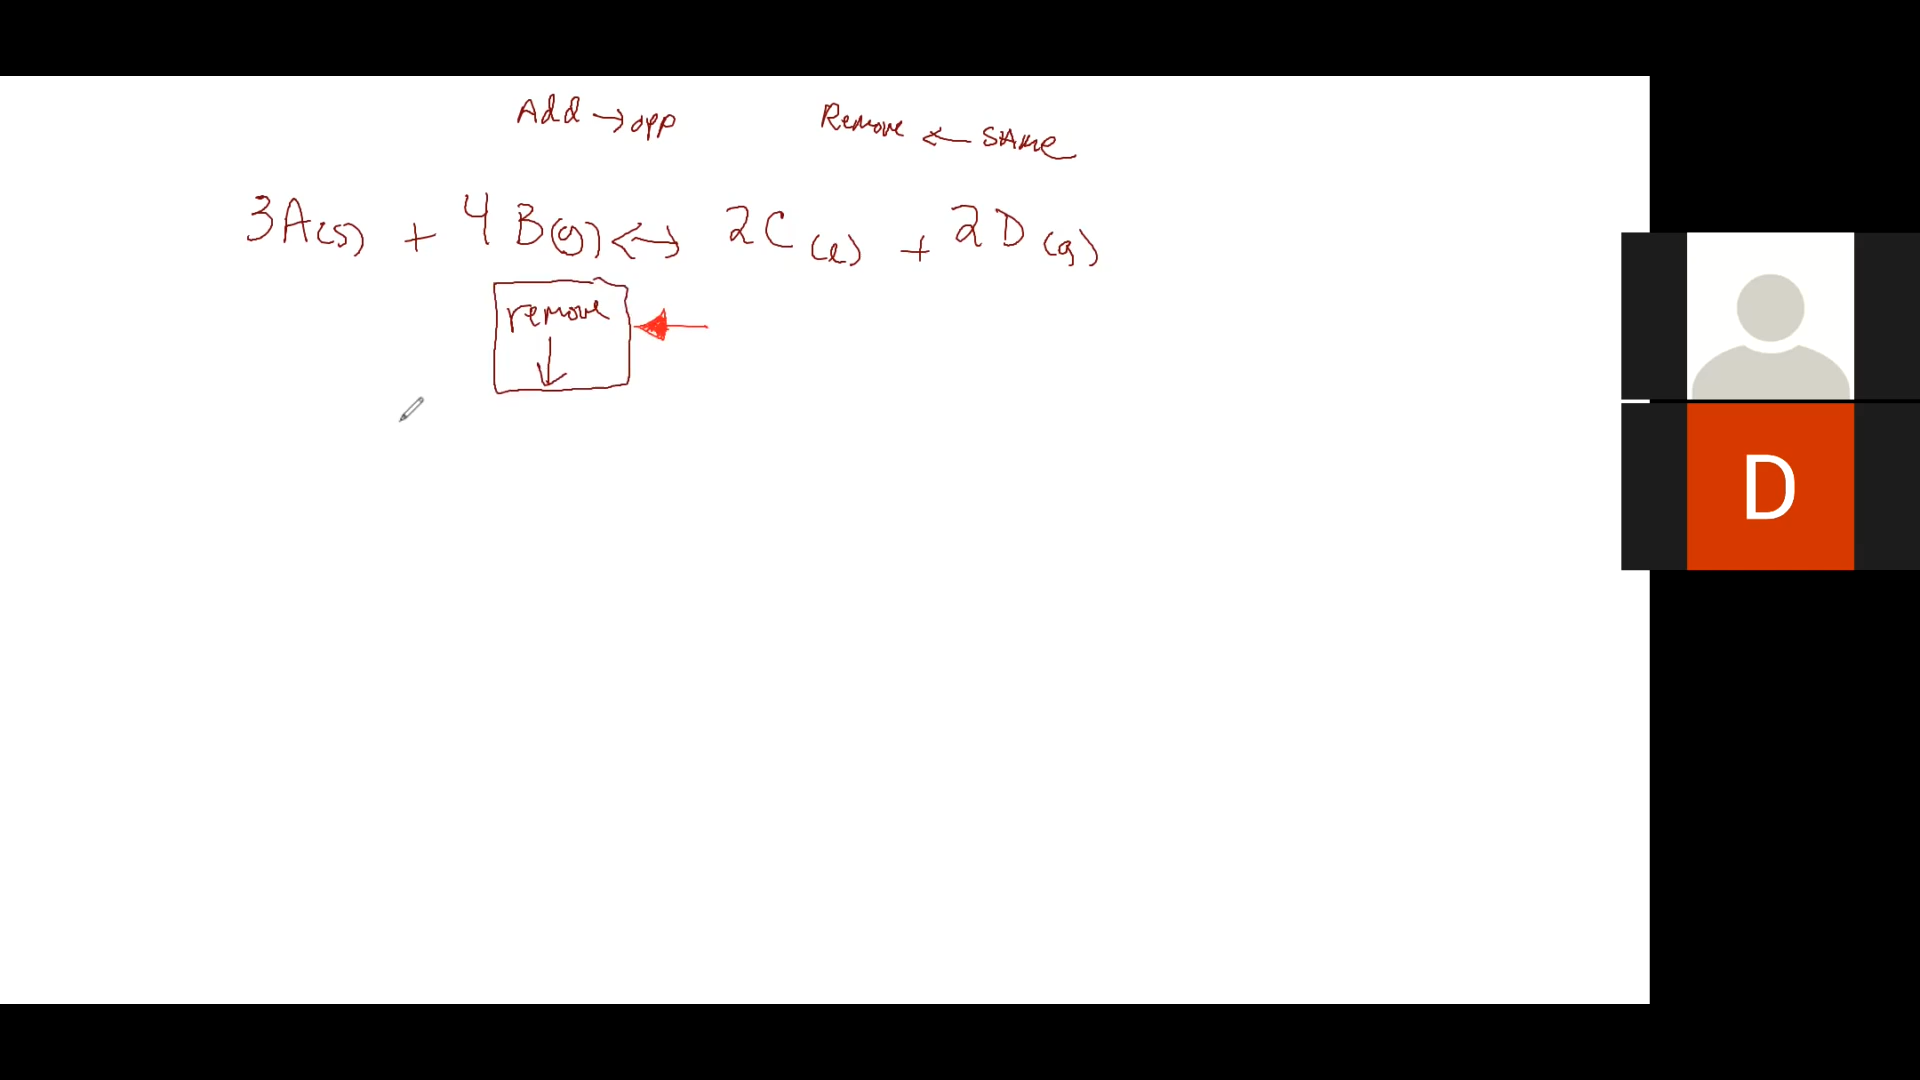 Add → opp Remove ← SAME
3A(s) + 4B(g) ↔ 2C(l) + 2D(g)
remove
D